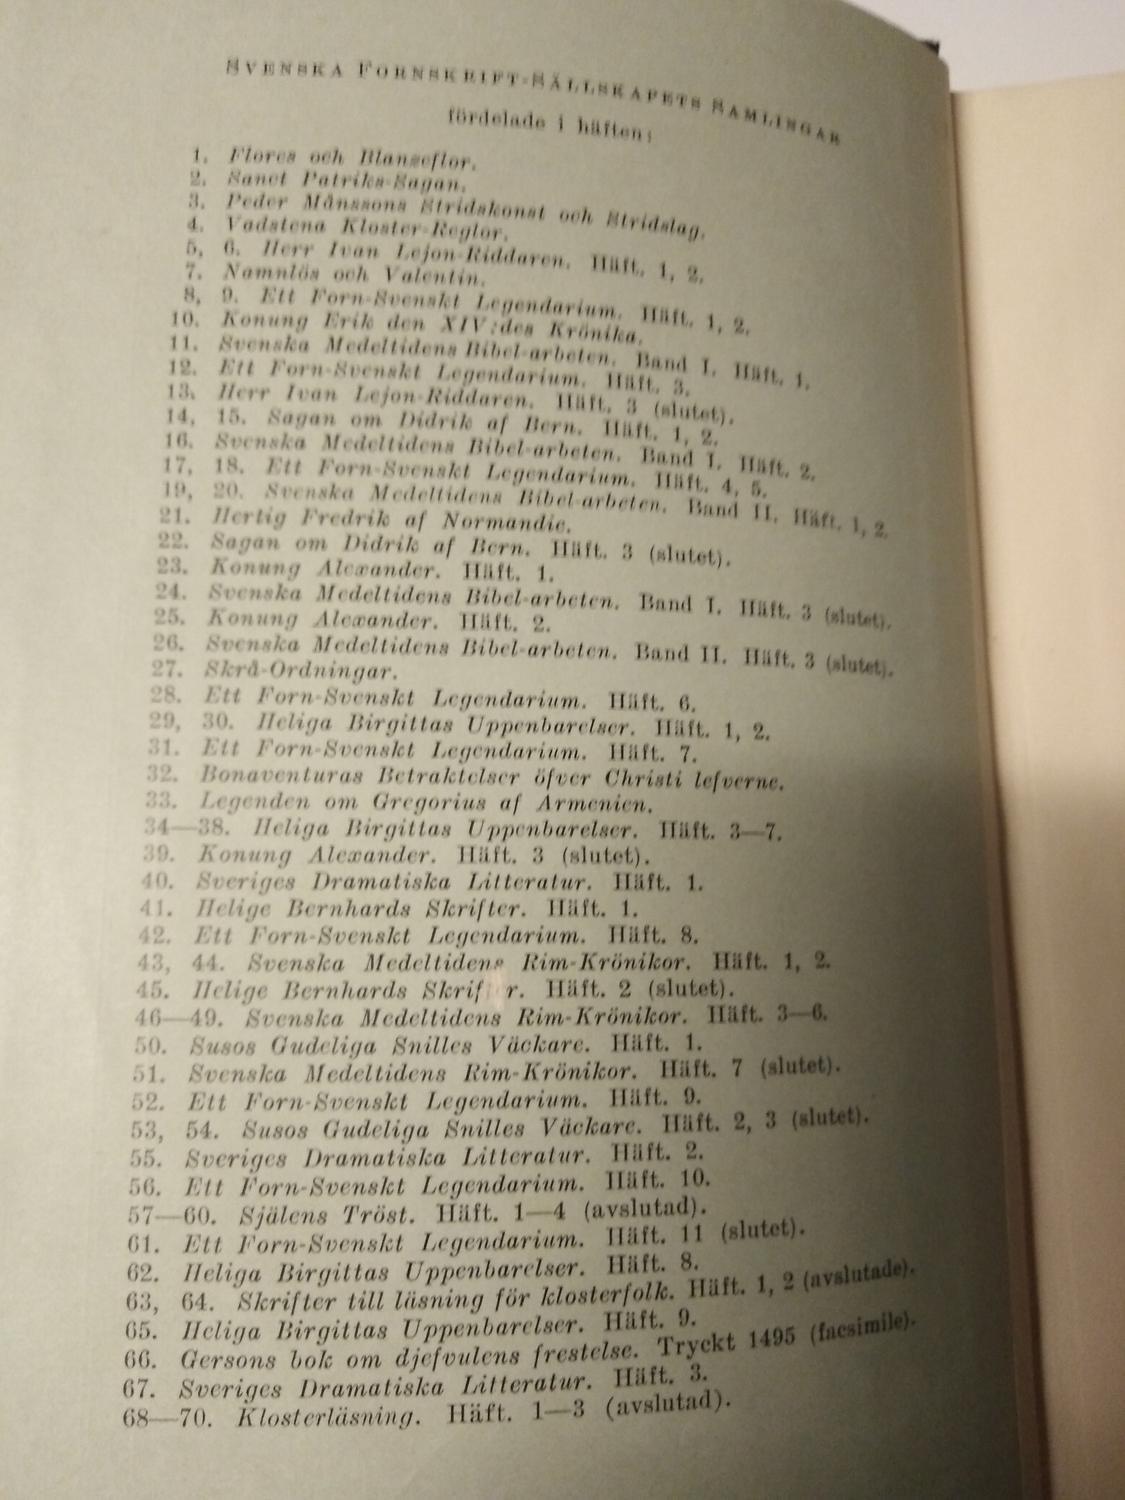 SVENSKA FORNSKRIFT-SÄLLSKAPETS SAMLINGAR
fördelade i häften:
1. Flores och Blanseflor.
2. Sanct Patriks-Sagan.
3. Peder Månssons Stridskonst och Stridslag.
4. Vadstena Kloster-Reglor.
5, 6. Herr Ivan Lejon-Riddaren. Häft. 1, 2.
7. Namnlös och Valentin.
8, 9. Ett Forn-Svenskt Legendarium. Häft. 1, 2.
10. Konung Erik den XIV:des Krönika.
11. Svenska Medeltidens Bibel-arbeten. Band I. Häft. 1.
12. Ett Forn-Svenskt Legendarium. Häft. 3.
13. Herr Ivan Lejon-Riddaren. Häft. 3 (slutet).
14, 15. Sagan om Didrik af Bern. Häft. 1, 2.
16. Svenska Medeltidens Bibel-arbeten. Band I. Häft. 2.
17, 18. Ett Forn-Svenskt Legendarium. Häft. 4, 5.
19, 20. Svenska Medeltidens Bibel-arbeten. Band II. Häft. 1, 2.
21. Hertig Fredrik af Normandie.
22. Sagan om Didrik af Bern. Häft. 3 (slutet).
23. Konung Alexander. Häft. 1.
24. Svenska Medeltidens Bibel-arbeten. Band I. Häft. 3 (slutet).
25. Konung Alexander. Häft. 2.
26. Svenska Medeltidens Bibel-arbeten. Band II. Häft. 3 (slutet).
27. Skrå-Ordningar.
28. Ett Forn-Svenskt Legendarium. Häft. 6.
29, 30. Heliga Birgittas Uppenbarelser. Häft. 1, 2.
31. Ett Forn-Svenskt Legendarium. Häft. 7.
32. Bonaventuras Betraktelser öfver Christi lefverne.
33. Legenden om Gregorius af Armenien.
34—38. Heliga Birgittas Uppenbarelser. Häft. 3—7.
39. Konung Alexander. Häft. 3 (slutet).
40. Sveriges Dramatiska Litteratur. Häft. 1.
41. Helige Bernhards Skrifter. Häft. 1.
42. Ett Forn-Svenskt Legendarium. Häft. 8.
43, 44. Svenska Medeltidens Rim-Krönikor. Häft. 1, 2.
45. Helige Bernhards Skrif r. Häft. 2 (slutet).
46—49. Svenska Medeltidens Rim-Krönikor. Häft. 3—6.
50. Susos Gudeliga Snilles Väckare. Häft. 1.
51. Svenska Medeltidens Rim-Krönikor. Häft. 7 (slutet).
52. Ett Forn-Svenskt Legendarium. Häft. 9.
53, 54. Susos Gudeliga Snilles Väckare. Häft. 2, 3 (slutet).
55. Sveriges Dramatiska Litteratur. Häft. 2.
56. Ett Forn-Svenskt Legendarium. Häft. 10.
57—60. Själens Tröst. Häft. 1—4 (avslutad).
61. Ett Forn-Svenskt Legendarium. Häft. 11 (slutet).
62. Heliga Birgittas Uppenbarelser. Häft. 8.
63, 64. Skrifter till läsning för klosterfolk. Häft. 1, 2 (avslutade).
65. Heliga Birgittas Uppenbarelser. Häft. 9.
66. Gersons bok om djefvulens frestelse. Tryckt 1495 (facsimile).
67. Sveriges Dramatiska Litteratur. Häft. 3.
68—70. Klosterläsning. Häft. 1—3 (avslutad).